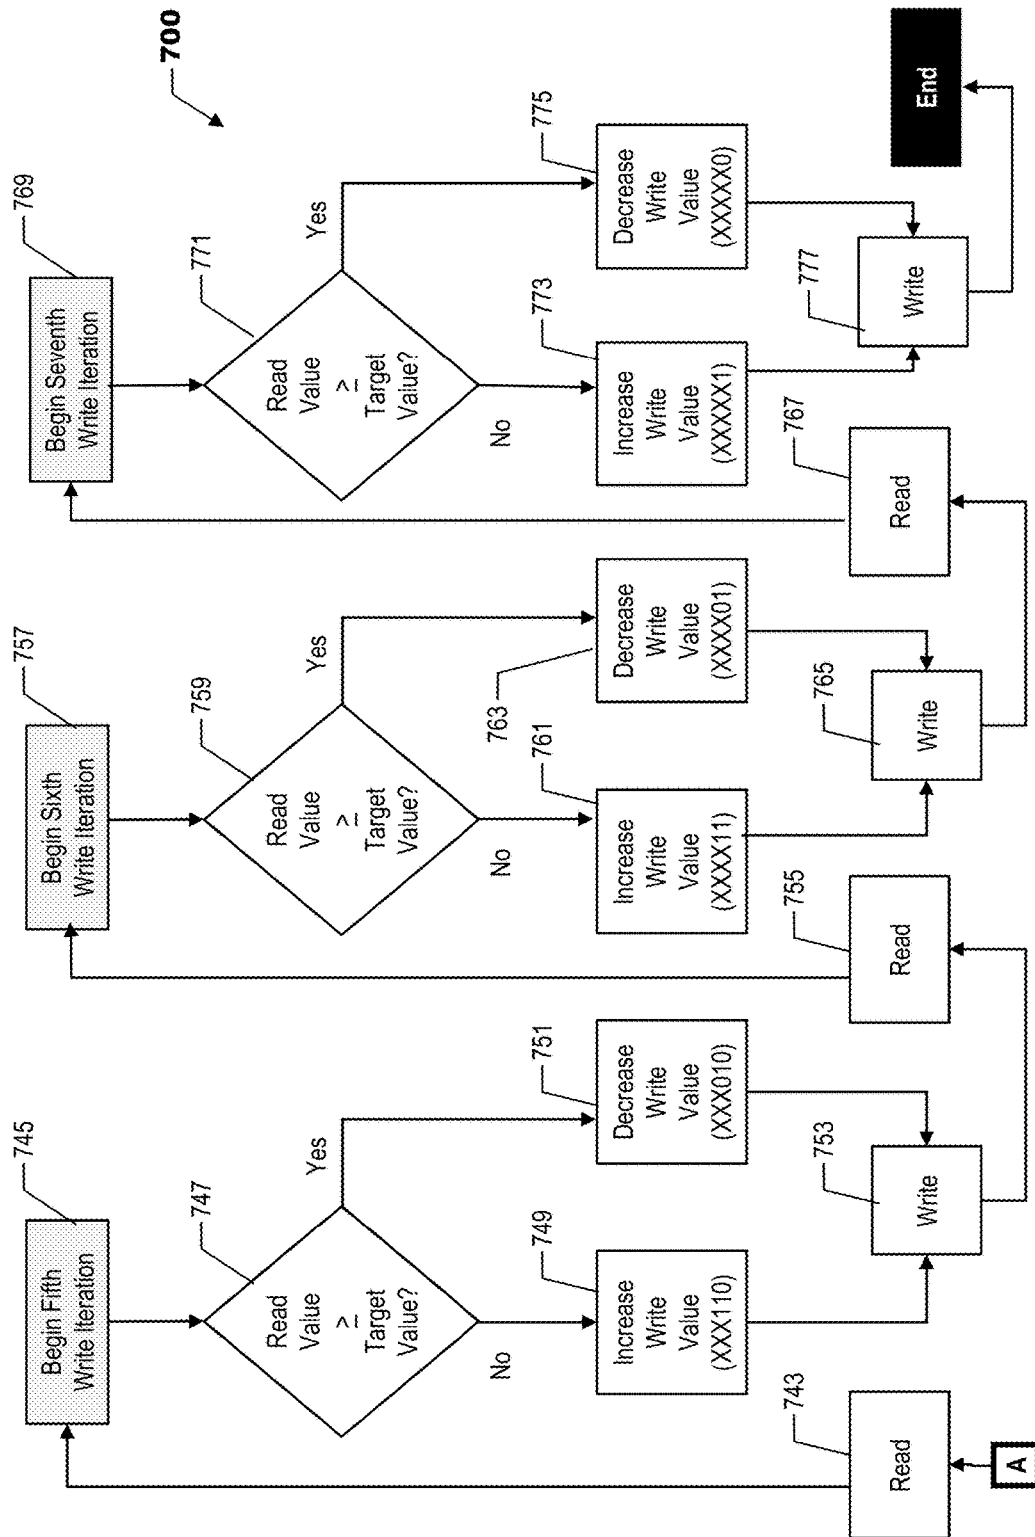 700
A
Read
743
Begin Fifth
Write Iteration
745
Read
Value
≥
Target
Value?
747
No
Yes
Increase
Write
Value
(XXX110)
749
Decrease
Write
Value
(XXX010)
751
Write
753
Read
755
Begin Sixth
Write Iteration
757
Read
Value
≥
Target
Value?
759
No
Yes
Increase
Write
Value
(XXXX11)
761
Decrease
Write
Value
(XXXX01)
763
Write
765
Read
767
Begin Seventh
Write Iteration
769
Read
Value
≥
Target
Value?
771
No
Yes
Increase
Write
Value
(XXXXX1)
773
Decrease
Write
Value
(XXXXX0)
775
Write
777
End